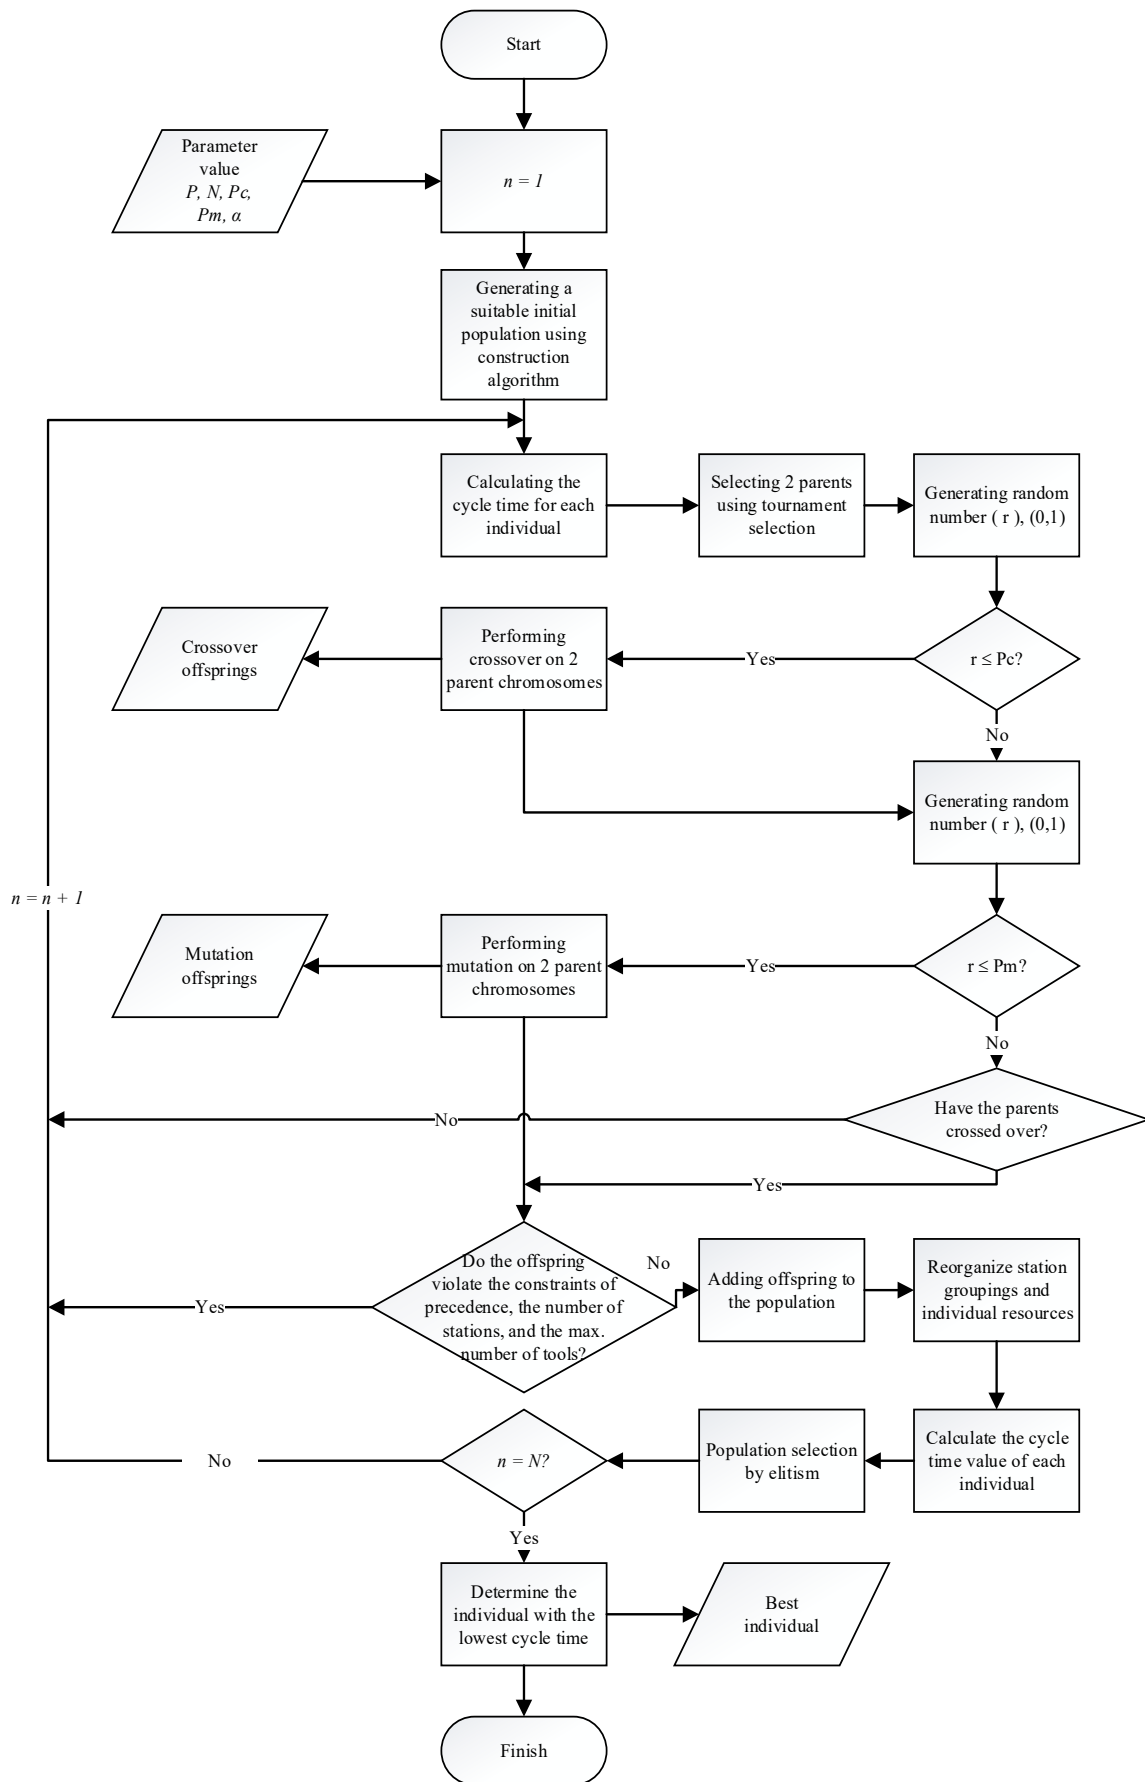 Start
Parameter
value
P, N, Pc,
Pm, α
n = 1
Generating a
suitable initial
population using
construction
algorithm
Calculating the
cycle time for each
individual
Selecting 2 parents
using tournament
selection
Generating random
number ( r ), (0,1)
Crossover
offsprings
Performing
crossover on 2
parent chromosomes
Yes
r ≤ Pc?
No
Generating random
number ( r ), (0,1)
n = n + 1
Mutation
offsprings
Performing
mutation on 2 parent
chromosomes
Yes
r ≤ Pm?
No
No
Have the parents
crossed over?
Yes
Yes
Do the offspring
violate the constraints of
precedence, the number of
stations, and the max.
number of tools?
No
Adding offspring to
the population
Reorganize station
groupings and
individual resources
No
n = N?
Population selection
by elitism
Calculate the cycle
time value of each
individual
Yes
Determine the
individual with the
lowest cycle time
Best
individual
Finish